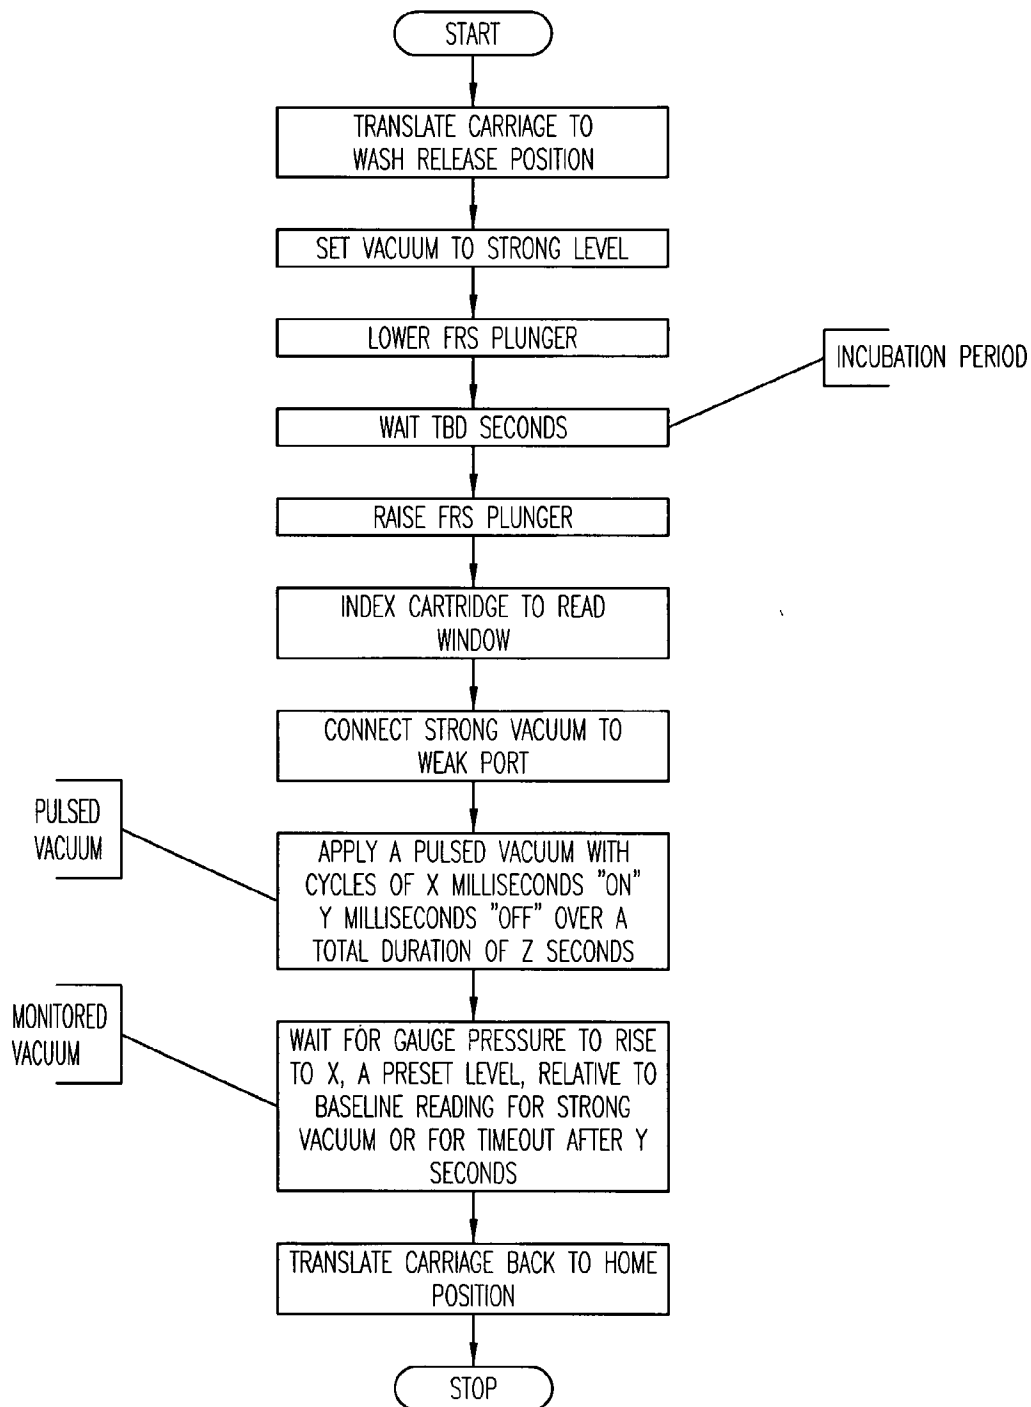 START
TRANSLATE CARRIAGE TO
WASH RELEASE POSITION
SET VACUUM TO STRONG LEVEL
LOWER FRS PLUNGER
INCUBATION PERIOD
WAIT TBD SECONDS
RAISE FRS PLUNGER
INDEX CARTRIDGE TO READ
WINDOW
CONNECT STRONG VACUUM TO
WEAK PORT
PULSED
VACUUM
APPLY A PULSED VACUUM WITH
CYCLES OF X MILLISECONDS "ON"
Y MILLISECONDS "OFF" OVER A
TOTAL DURATION OF Z SECONDS
MONITORED
VACUUM
WAIT FOR GAUGE PRESSURE TO RISE
TO X, A PRESET LEVEL, RELATIVE TO
BASELINE READING FOR STRONG
VACUUM OR FOR TIMEOUT AFTER Y
SECONDS
TRANSLATE CARRIAGE BACK TO HOME
POSITION
STOP